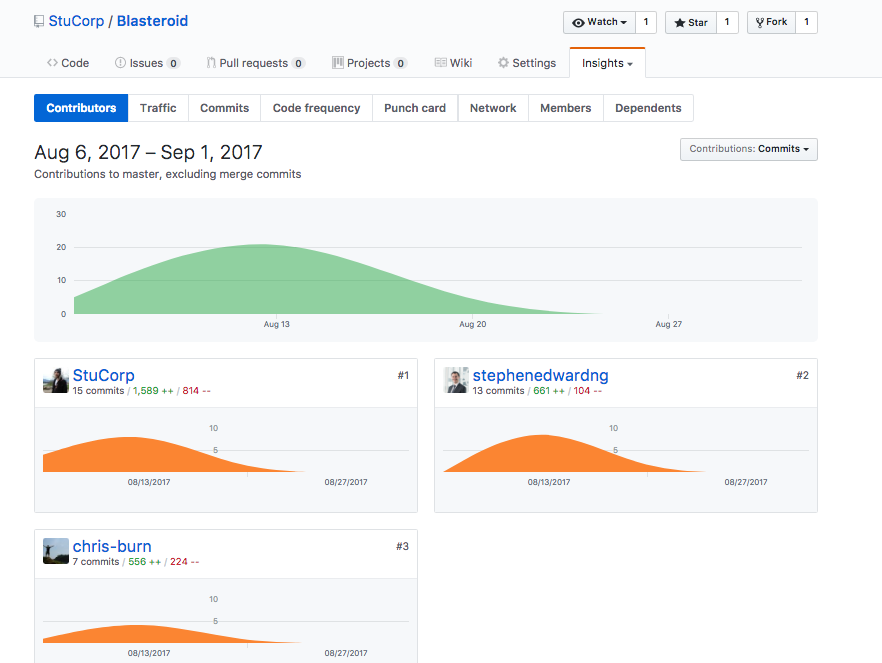 StuCorp / Blasteroid
Watch 1 Star 1 Fork 1
Code Issues 0 Pull requests 0 Projects 0 Wiki Settings Insights
Contributors Traffic Commits Code frequency Punch card Network Members Dependents
Aug 6, 2017 – Sep 1, 2017
Contributions: Commits
Contributions to master, excluding merge commits
30
20
10
0
Aug 13 Aug 20 Aug 27
StuCorp #1
15 commits / 1,589 ++ / 814 --
10
5
08/13/2017 08/27/2017
stephenedwardng #2
13 commits / 661 ++ / 104 --
10
5
08/13/2017 08/27/2017
chris-burn #3
7 commits / 556 ++ / 224 --
10
5
08/13/2017 08/27/2017